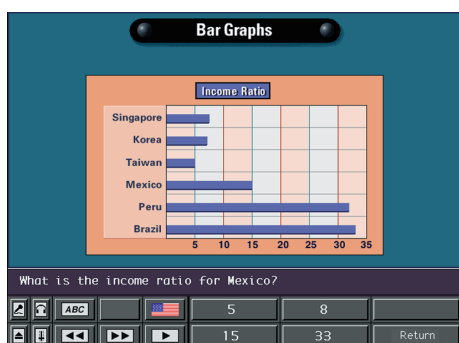 Bar Graphs
Income Ratio
Singapore
Korea
Taiwan
Mexico
Peru
Brazil
5 10 15 20 25 30 35
What is the income ratio for Mexico?
ABC 5 8
15 33 Return